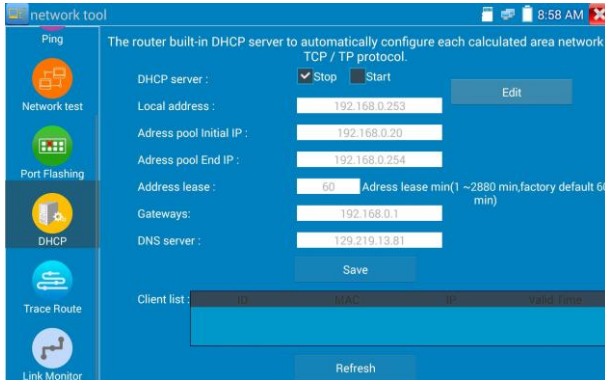 network tool
8:58 AM
Ping
Network test
Port Flashing
DHCP
Trace Route
Link Monitor
The router built-in DHCP server to automatically configure each calculated area network
TCP / TP protocol.
DHCP server :
Stop
Start
Edit
Local address :
192.168.0.253
Adress pool Initial IP :
192.168.0.20
Adress pool End IP :
192.168.0.254
Address lease :
60
Adress lease min(1 ~2880 min,factory default 60
min)
Gateways:
192.168.0.1
DNS server :
129.219.13.81
Save
Client list :
ID
MAC
IP
Valid Time
Refresh